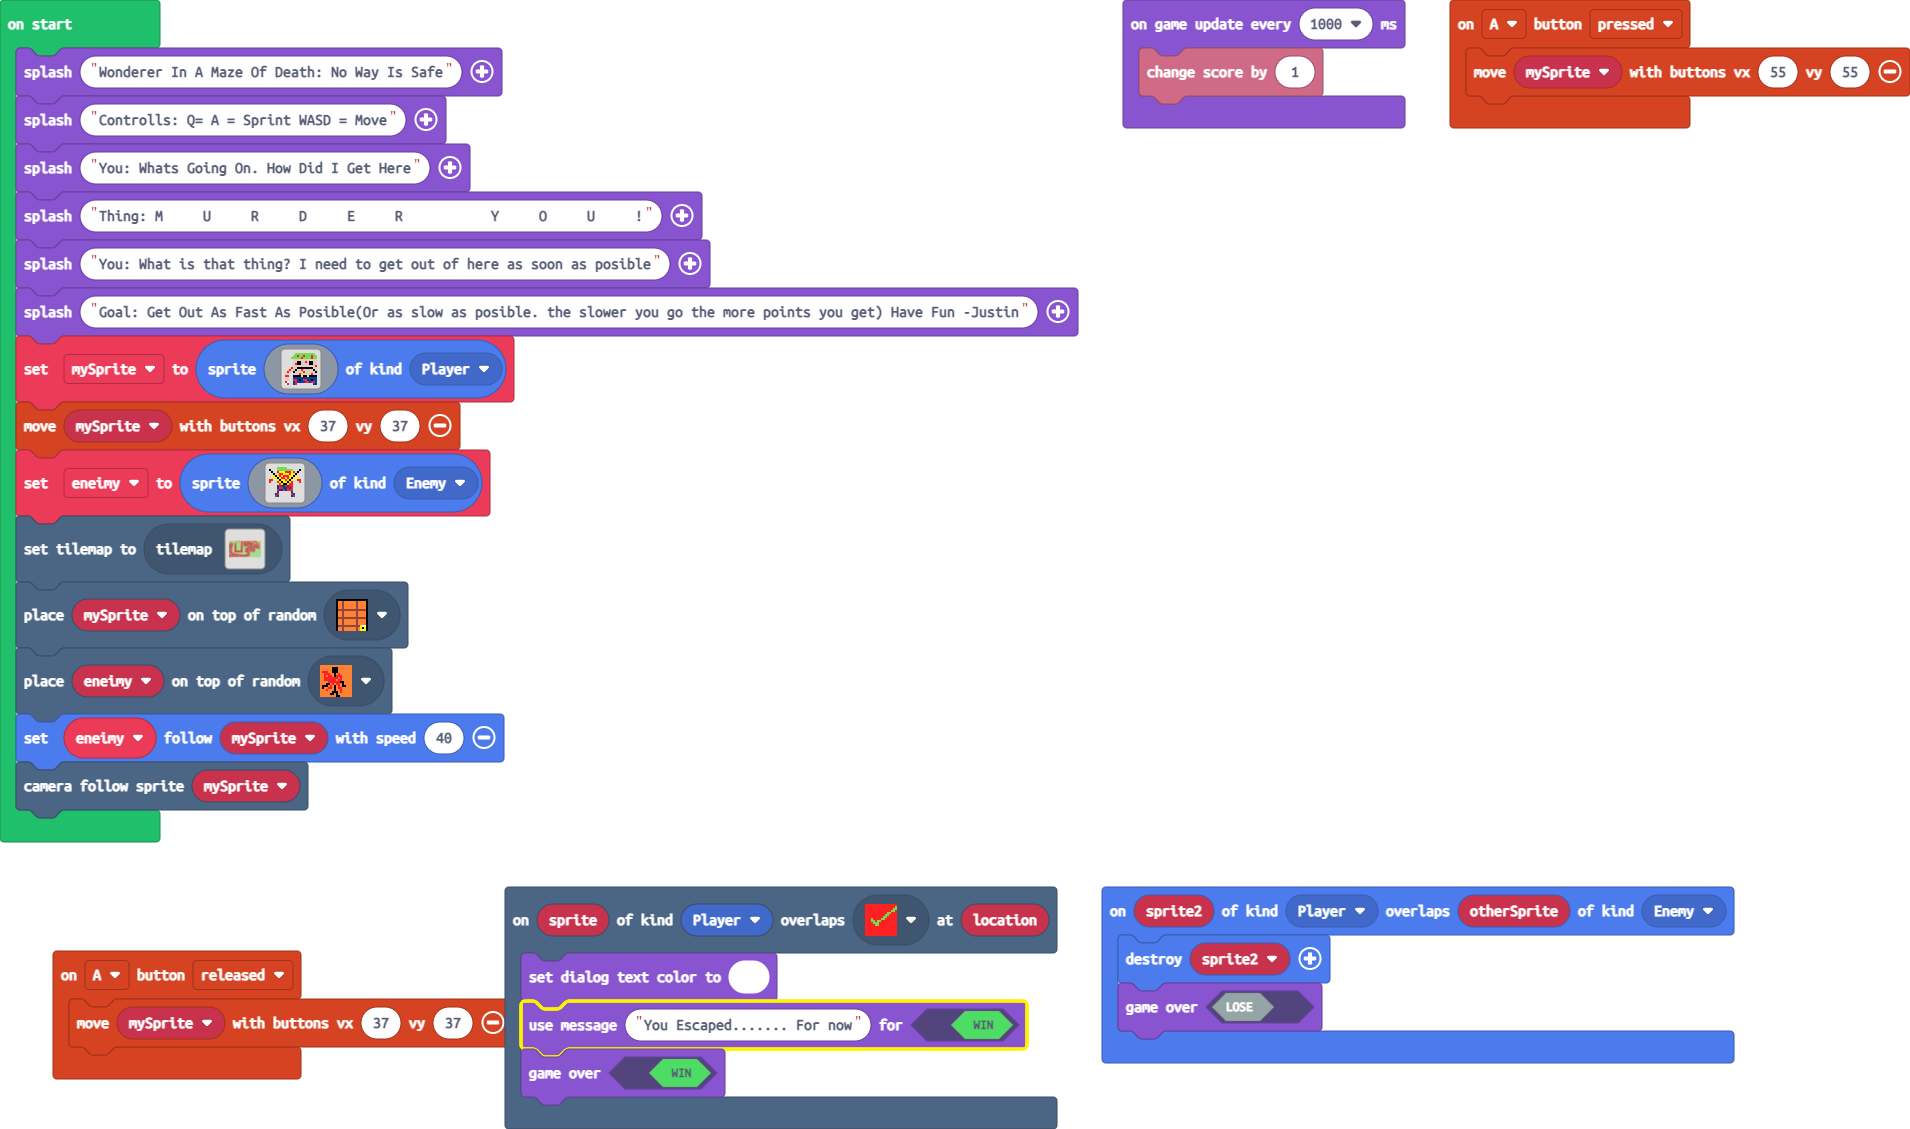 on start
splash "Wonderer In A Maze Of Death: No Way Is Safe"
splash "Controlls: Q= A = Sprint WASD = Move"
splash "You: Whats Going On. How Did I Get Here"
splash "Thing: M U R D E R Y O U !"
splash "You: What is that thing? I need to get out of here as soon as posible"
splash "Goal: Get Out As Fast As Posible(Or as slow as posible. the slower you go the more points you get) Have Fun -Justin"
set mySprite to sprite of kind Player
move mySprite with buttons vx 37 vy 37
set eneimy to sprite of kind Enemy
set tilemap to tilemap
place mySprite on top of random
place eneimy on top of random
set eneimy follow mySprite with speed 40
camera follow sprite mySprite
on game update every 1000 ms
change score by 1
on A button pressed
move mySprite with buttons vx 55 vy 55
on A button released
move mySprite with buttons vx 37 vy 37
on sprite of kind Player overlaps at location
set dialog text color to
use message "You Escaped....... For now" for WIN
game over WIN
on sprite2 of kind Player overlaps otherSprite of kind Enemy
destroy sprite2
game over LOSE